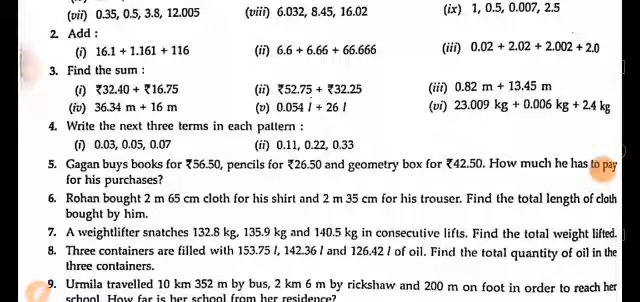 (vii) 0.35, 0.5, 3.8, 12.005 (viii) 6.032, 8.45, 16.02 (ix) 1, 0.5, 0.007, 2.5
2. Add :
(i) 16.1 + 1.161 + 116 (ii) 6.6 + 6.66 + 66.666 (iii) 0.02 + 2.02 + 2.002 + 2.0
3. Find the sum :
(i) ₹32.40 + ₹16.75 (ii) ₹52.75 + ₹32.25 (iii) 0.82 m + 13.45 m
(iv) 36.34 m + 16 m (v) 0.054 l + 26 l (vi) 23.009 kg + 0.006 kg + 2.4 kg
4. Write the next three terms in each pattern :
(i) 0.03, 0.05, 0.07 (ii) 0.11, 0.22, 0.33
5. Gagan buys books for ₹56.50, pencils for ₹26.50 and geometry box for ₹42.50. How much he has to pay
for his purchases?
6. Rohan bought 2 m 65 cm cloth for his shirt and 2 m 35 cm for his trouser. Find the total length of cloth
bought by him.
7. A weightlifter snatches 132.8 kg, 135.9 kg and 140.5 kg in consecutive lifts. Find the total weight lifted.
8. Three containers are filled with 153.75 l, 142.36 l and 126.42 l of oil. Find the total quantity of oil in the
three containers.
9. Urmila travelled 10 km 352 m by bus, 2 km 6 m by rickshaw and 200 m on foot in order to reach her
school. How far is her school from her residence?